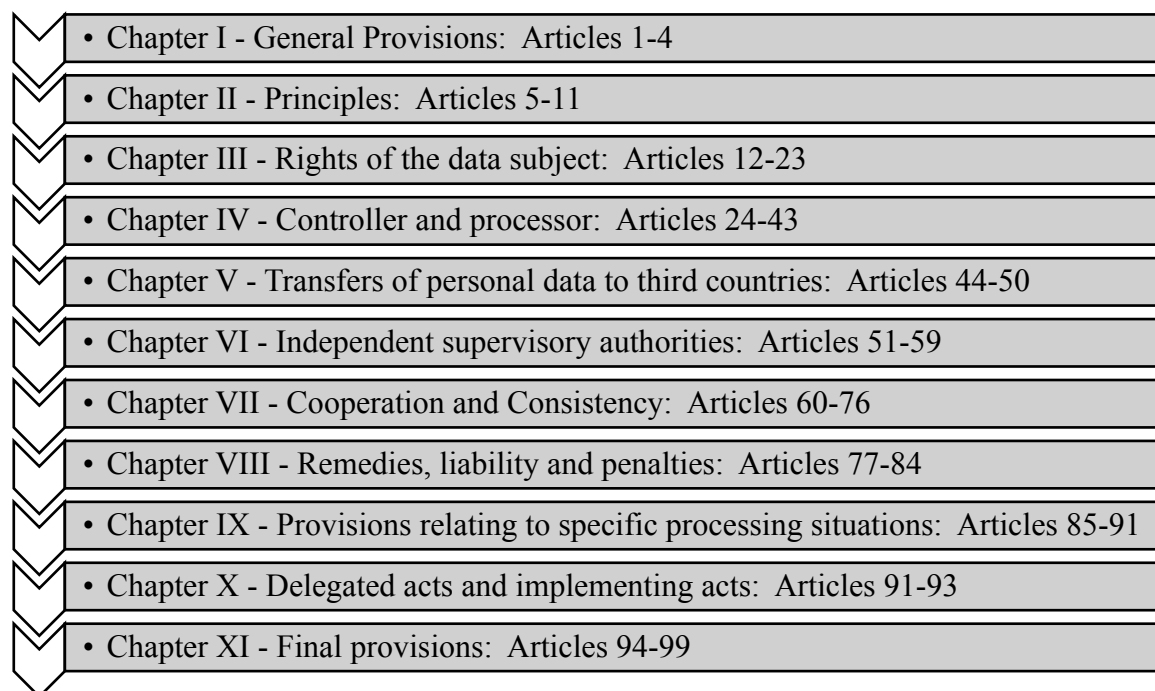 • Chapter I - General Provisions:  Articles 1-4
• Chapter II - Principles:  Articles 5-11
• Chapter III - Rights of the data subject:  Articles 12-23
• Chapter IV - Controller and processor:  Articles 24-43
• Chapter V - Transfers of personal data to third countries:  Articles 44-50
• Chapter VI - Independent supervisory authorities:  Articles 51-59
• Chapter VII - Cooperation and Consistency:  Articles 60-76
• Chapter VIII - Remedies, liability and penalties:  Articles 77-84
• Chapter IX - Provisions relating to specific processing situations:  Articles 85-91
• Chapter X - Delegated acts and implementing acts:  Articles 91-93
• Chapter XI - Final provisions:  Articles 94-99